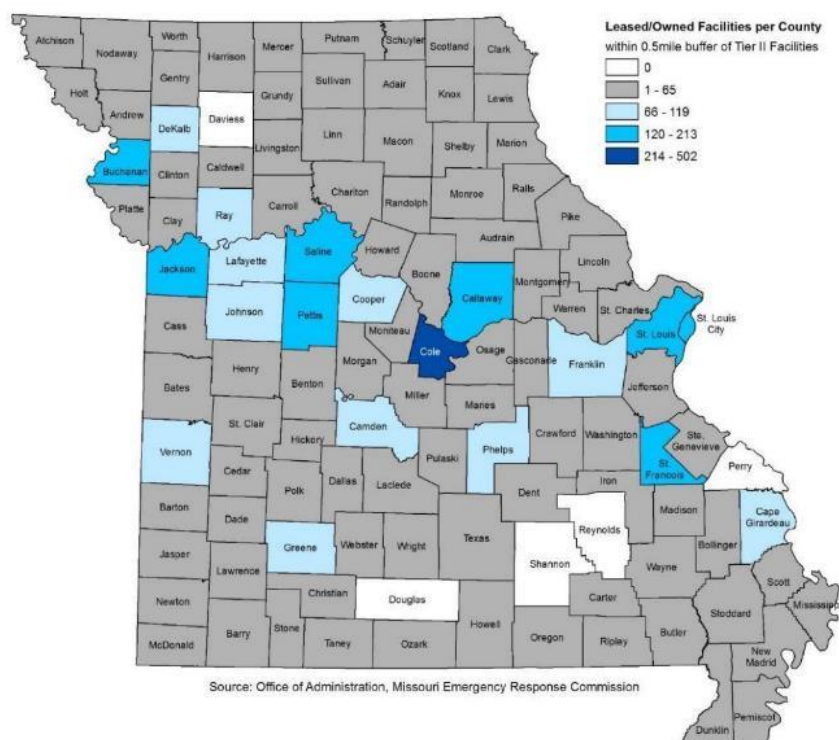 Leased/Owned Facilities per County
within 0.5mile buffer of Tier II Facilities
0
1 - 65
66 - 119
120 - 213
214 - 502
Atchison
Nodaway
Worth
Harrison
Mercer
Putnam
Schuyler
Scotland
Clark
Holt
Gentry
Sullivan
Adair
Knox
Lewis
Andrew
DeKalb
Daviess
Grundy
Linn
Macon
Shelby
Marion
Buchanan
Clinton
Caldwell
Livingston
Platte
Clay
Ray
Carroll
Chariton
Randolph
Monroe
Ralls
Pike
Audrain
Jackson
Lafayette
Saline
Howard
Boone
Callaway
Montgomery
Lincoln
Warren
St. Charles
St. Louis
City
St. Louis
Cass
Johnson
Pettis
Cooper
Moniteau
Cole
Osage
Gasconade
Franklin
Jefferson
Bates
Henry
Benton
Morgan
Miller
Maries
Vernon
St. Clair
Hickory
Camden
Pulaski
Phelps
Crawford
Washington
St.
Francois
Ste.
Genevieve
Perry
Cedar
Polk
Dallas
Laclede
Dent
Iron
Barton
Dade
Greene
Webster
Wright
Texas
Shannon
Reynolds
Madison
Bollinger
Cape
Girardeau
Jasper
Lawrence
Christian
Douglas
Wayne
Scott
Newton
Stone
Howell
Carter
Stoddard
Mississippi
McDonald
Barry
Taney
Ozark
Oregon
Ripley
Butler
New
Madrid
Dunklin
Pemiscot
Source: Office of Administration, Missouri Emergency Response Commission